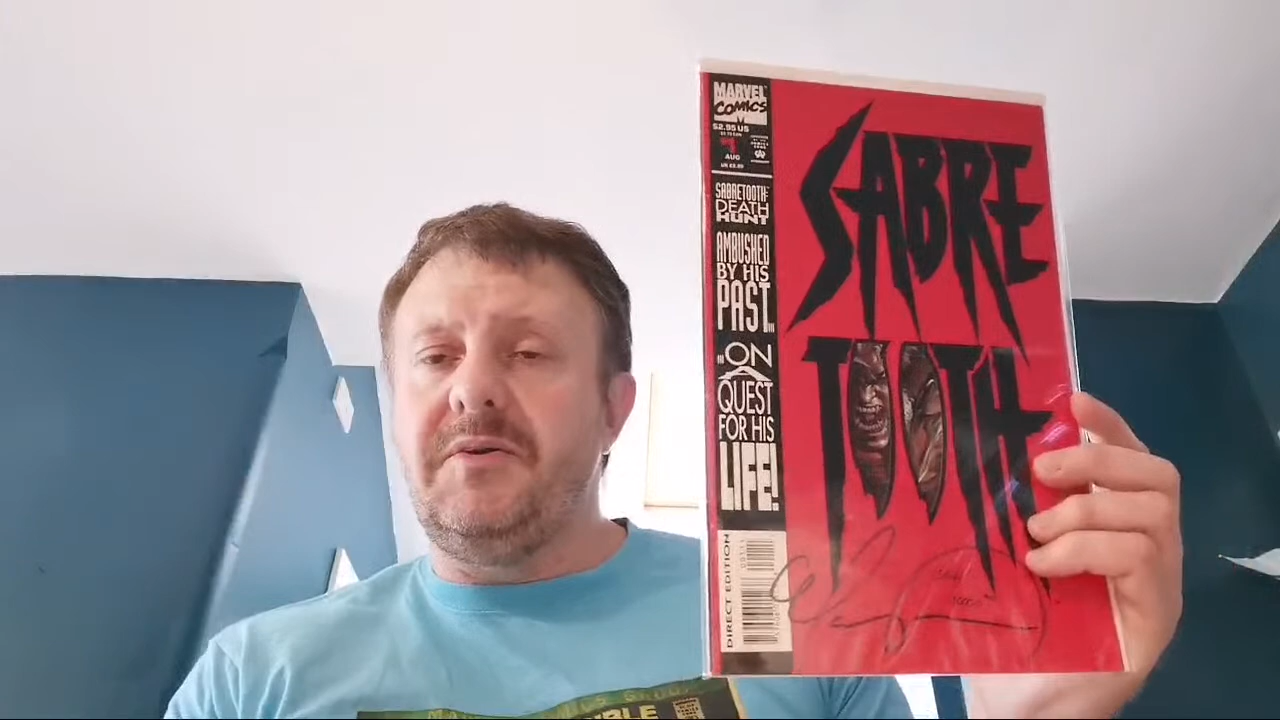 MARVEL
COMICS
$2.95 US
1
AUG
SABRETOOTH:
DEATH
HUNT
AMBUSHED
BY HIS
PAST...
...ON
A
QUEST
FOR HIS
LIFE!
DIRECT EDITION
SABRE
TOOTH